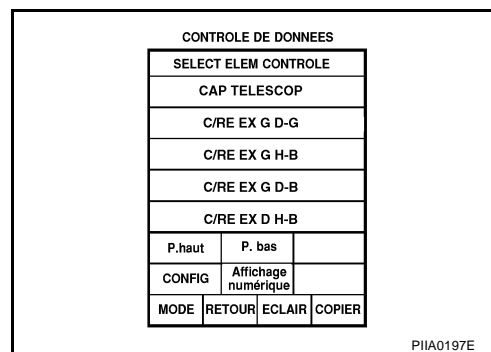 CONTROLE DE DONNEES
SELECT ELEM CONTROLE
CAP TELESCOP
C/RE EX G D-G
C/RE EX G H-B
C/RE EX G D-B
C/RE EX D H-B
P.haut P. bas
CONFIG Affichage numérique
MODE RETOUR ECLAIR COPIER
PIIA0197E